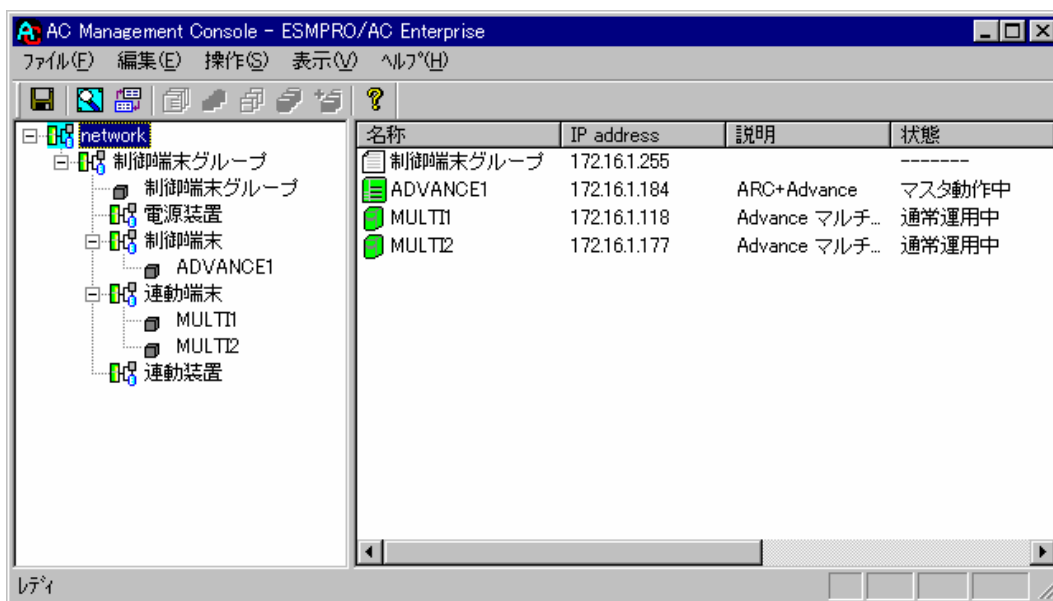 AC Management Console - ESMPRO/AC Enterprise
ファイル(F) 編集(E) 操作(S) 表示(V) ヘルプ(H)
network
制御端末グループ
制御端末グループ
電源装置
制御端末
ADVANCE1
連動端末
MULTI1
MULTI2
連動装置
名称 IP address 説明 状態
制御端末グループ 172.16.1.255 -------
ADVANCE1 172.16.1.184 ARC+Advance マスタ動作中
MULTI1 172.16.1.118 Advance マルチ... 通常運用中
MULTI2 172.16.1.177 Advance マルチ... 通常運用中
レディ